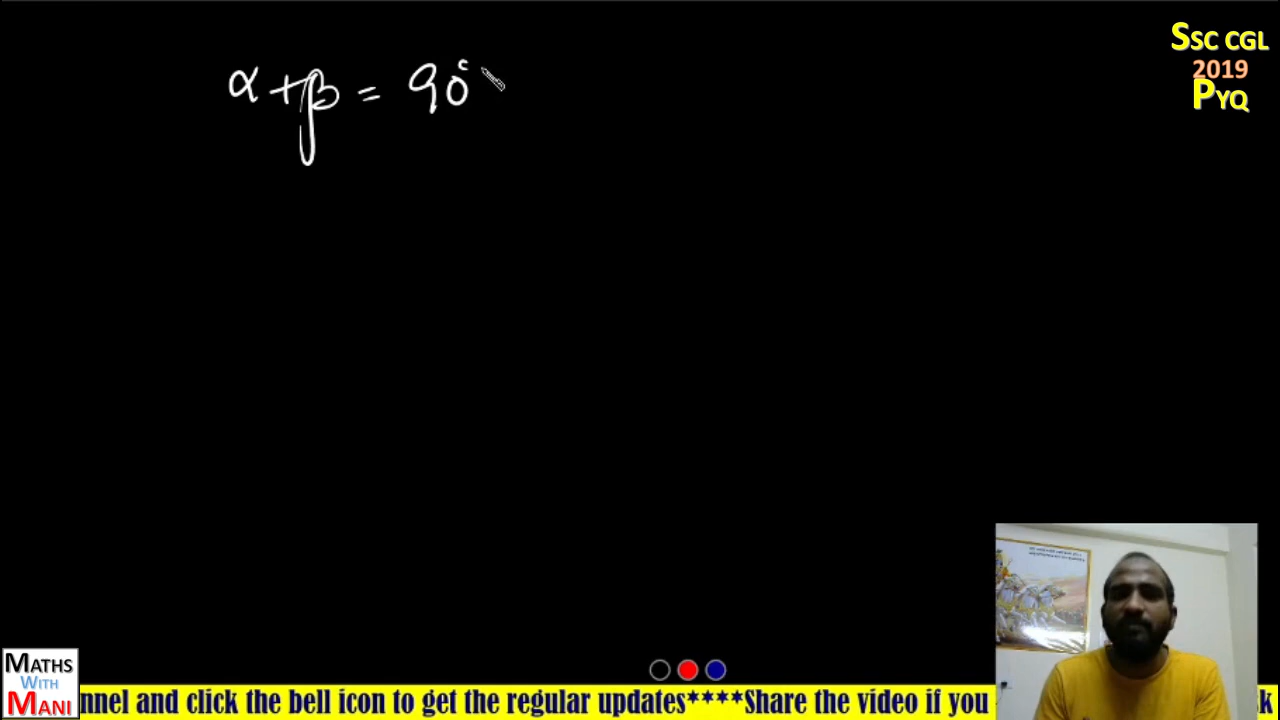 α + β = 90°
SSC CGL
2019
PYQ
MATHS
WITH
MANI
nnel and click the bell icon to get the regular updates****Share the video if you
k